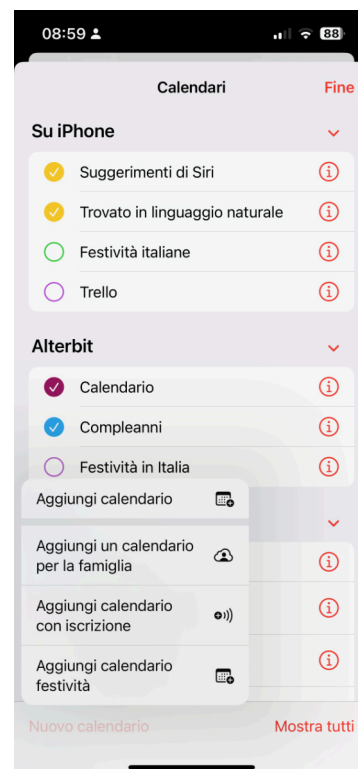 08:59
88
Calendari
Fine
Su iPhone
Suggerimenti di Siri
Trovato in linguaggio naturale
Festività italiane
Trello
Alterbit
Calendario
Compleanni
Festività in Italia
Aggiungi calendario
Aggiungi un calendario
per la famiglia
Aggiungi calendario
con iscrizione
Aggiungi calendario
festività
Nuovo calendario
Mostra tutti